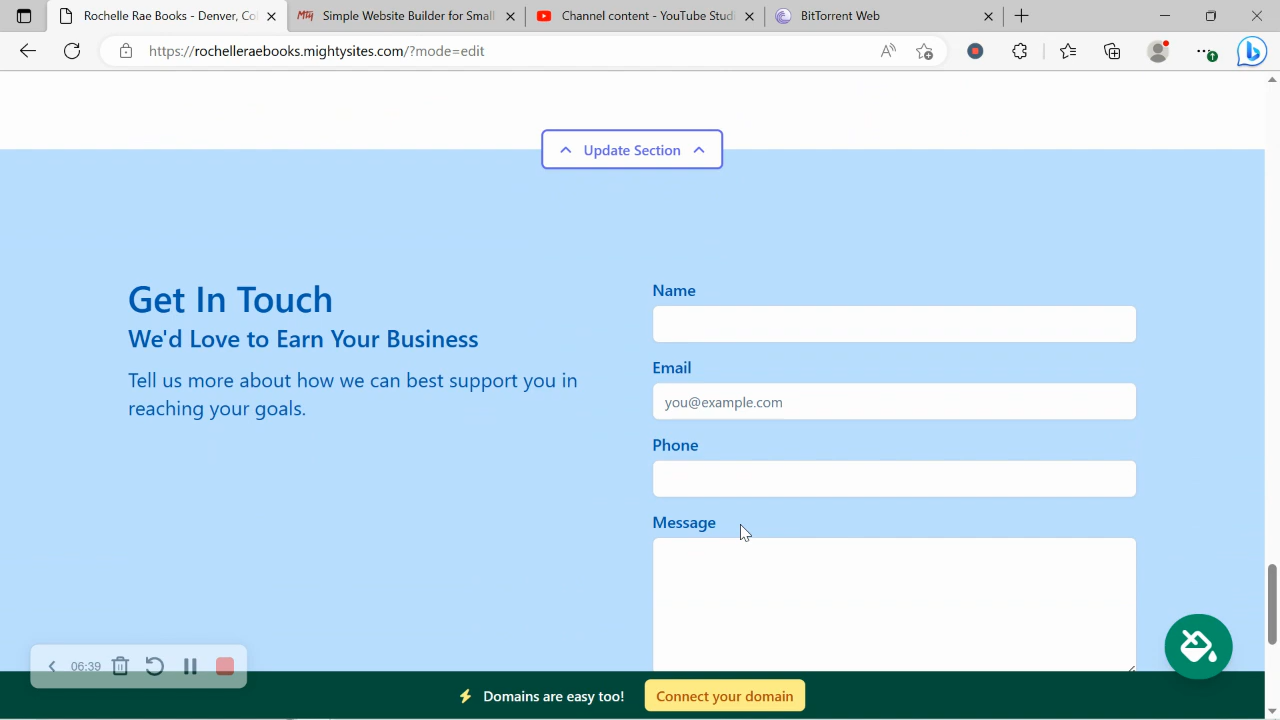 Rochelle Rae Books - Denver, Co
Simple Website Builder for Small
Channel content - YouTube Studi
BitTorrent Web
https://rochelleraebooks.mightysites.com/?mode=edit
Update Section
Get In Touch
We'd Love to Earn Your Business
Tell us more about how we can best support you in
reaching your goals.
Name
Email
you@example.com
Phone
Message
06:39
Domains are easy too!
Connect your domain